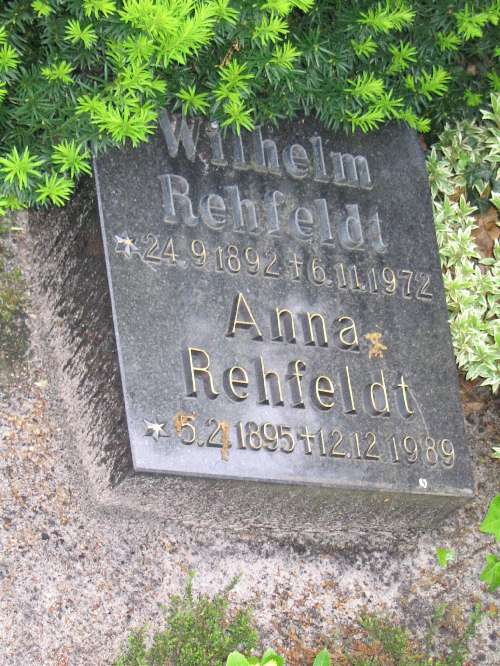 Wilhelm
Rehfeldt
* 24.9.1892 † 6.11.1972
Anna
Rehfeldt
* 5.2.1895 † 12.12.1989